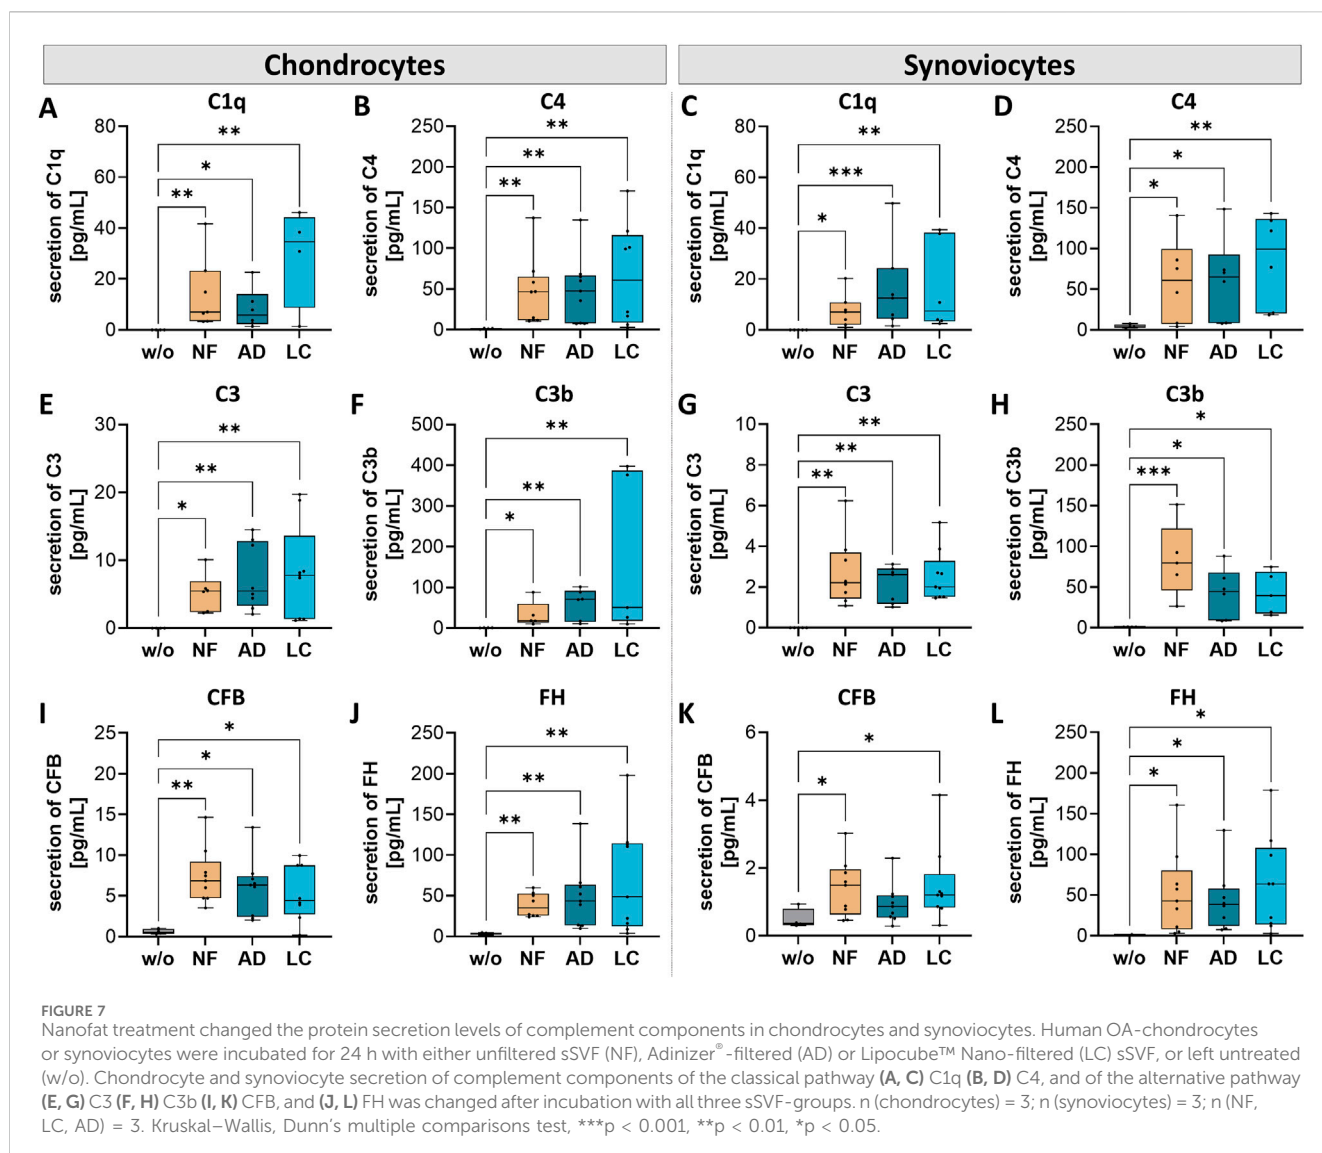 Chondrocytes
Synoviocytes
A
C1q
secretion of C1q
[pg/mL]
80
60
40
20
0
**
*
**
w/o NF AD LC
B
C4
secretion of C4
[pg/mL]
250
200
150
100
50
0
**
**
**
w/o NF AD LC
C
C1q
secretion of C1q
[pg/mL]
80
60
40
20
0
**
***
*
w/o NF AD LC
D
C4
secretion of C4
[pg/mL]
250
200
150
100
50
0
**
*
*
w/o NF AD LC
E
C3
secretion of C3
[pg/mL]
30
20
10
0
**
**
*
w/o NF AD LC
F
C3b
secretion of C3b
[pg/mL]
500
400
300
200
100
0
**
**
*
w/o NF AD LC
G
C3
secretion of C3
[pg/mL]
10
8
6
4
2
0
**
**
**
w/o NF AD LC
H
C3b
secretion of C3b
[pg/mL]
250
200
150
100
50
0
*
*
***
w/o NF AD LC
I
CFB
secretion of CFB
[pg/mL]
25
20
15
10
5
0
*
*
**
w/o NF AD LC
J
FH
secretion of FH
[pg/mL]
250
200
150
100
50
0
**
**
**
w/o NF AD LC
K
CFB
secretion of CFB
[pg/mL]
6
4
2
0
*
*
w/o NF AD LC
L
FH
secretion of FH
[pg/mL]
250
200
150
100
50
0
*
*
*
w/o NF AD LC
FIGURE 7
Nanofat treatment changed the protein secretion levels of complement components in chondrocytes and synoviocytes. Human OA-chondrocytes
or synoviocytes were incubated for 24 h with either unfiltered sSVF (NF), Adinizer®-filtered (AD) or Lipocube™ Nano-filtered (LC) sSVF, or left untreated
(w/o). Chondrocyte and synoviocyte secretion of complement components of the classical pathway (A, C) C1q (B, D) C4, and of the alternative pathway
(E, G) C3 (F, H) C3b (I, K) CFB, and (J, L) FH was changed after incubation with all three sSVF-groups. n (chondrocytes) = 3; n (synoviocytes) = 3; n (NF,
LC, AD) = 3. Kruskal–Wallis, Dunn's multiple comparisons test, ***p < 0.001, **p < 0.01, *p < 0.05.